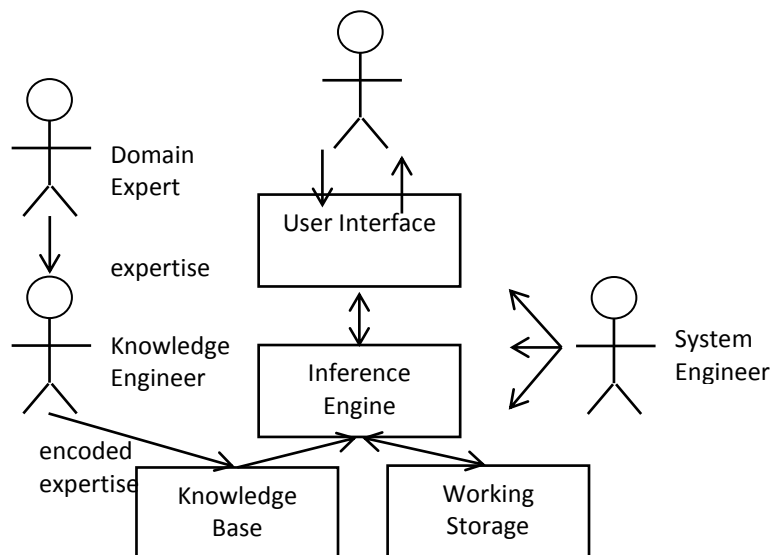 Domain
Expert
User Interface
expertise
Knowledge
Engineer
Inference
Engine
System
Engineer
encoded
expertise
Knowledge
Base
Working
Storage